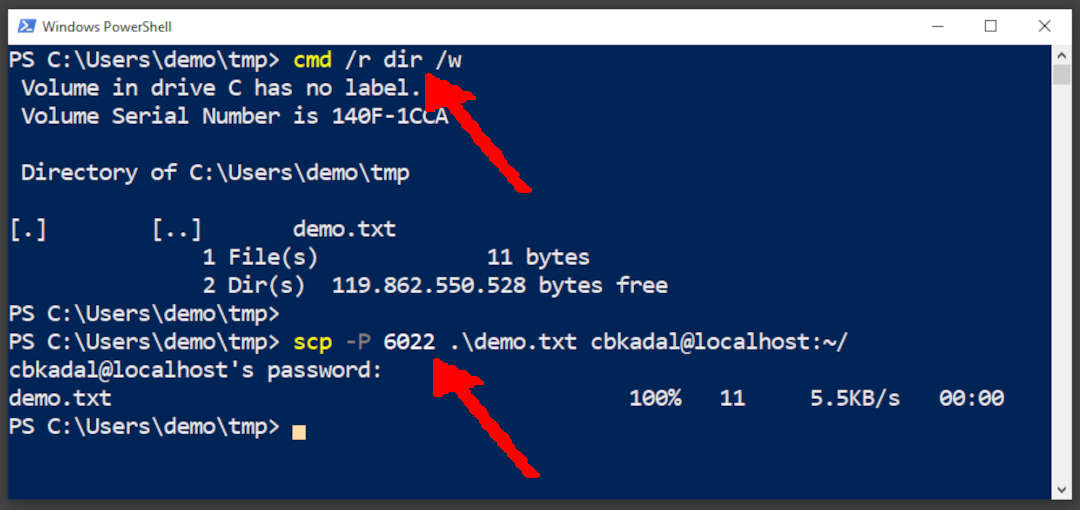 Windows PowerShell
PS C:\Users\demo\tmp> cmd /r dir /w
 Volume in drive C has no label.
 Volume Serial Number is 140F-1CCA
 Directory of C:\Users\demo\tmp
[.]         [..]        demo.txt
               1 File(s)             11 bytes
               2 Dir(s)  119.862.550.528 bytes free
PS C:\Users\demo\tmp>
PS C:\Users\demo\tmp> scp -P 6022 .\demo.txt cbkadal@localhost:~/
cbkadal@localhost's password:
demo.txt                                        100%   11     5.5KB/s   00:00
PS C:\Users\demo\tmp>